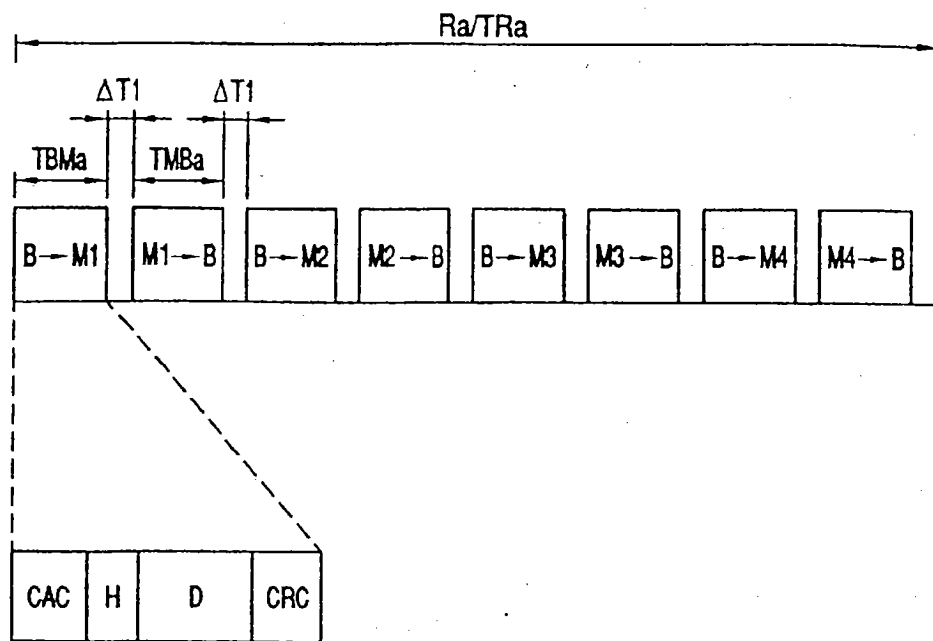 Ra/TRa
ΔT1 ΔT1
TBMa TMBa
B→M1 M1→B B→M2 M2→B B→M3 M3→B B→M4 M4→B
CAC H D CRC